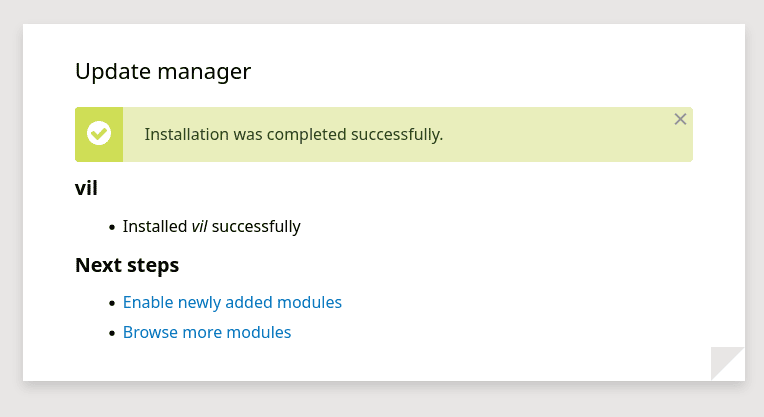 Update manager
Installation was completed successfully.
vil
Installed vil successfully
Next steps
Enable newly added modules
Browse more modules